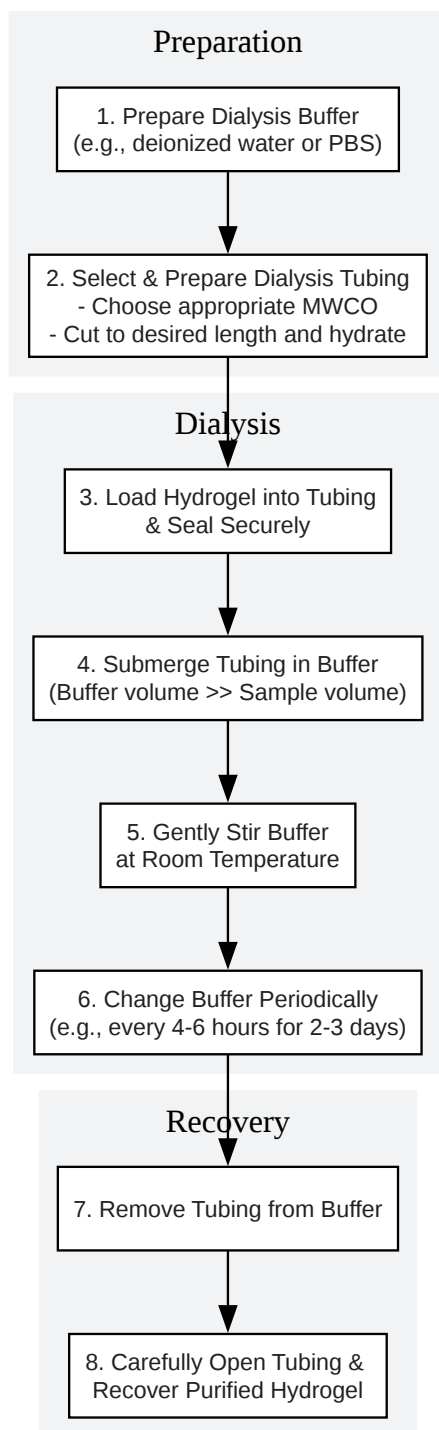 Preparation
1. Prepare Dialysis Buffer
(e.g., deionized water or PBS)
2. Select & Prepare Dialysis Tubing
- Choose appropriate MWCO
- Cut to desired length and hydrate
Dialysis
3. Load Hydrogel into Tubing
& Seal Securely
4. Submerge Tubing in Buffer
(Buffer volume >> Sample volume)
5. Gently Stir Buffer
at Room Temperature
6. Change Buffer Periodically
(e.g., every 4-6 hours for 2-3 days)
Recovery
7. Remove Tubing from Buffer
8. Carefully Open Tubing &
Recover Purified Hydrogel